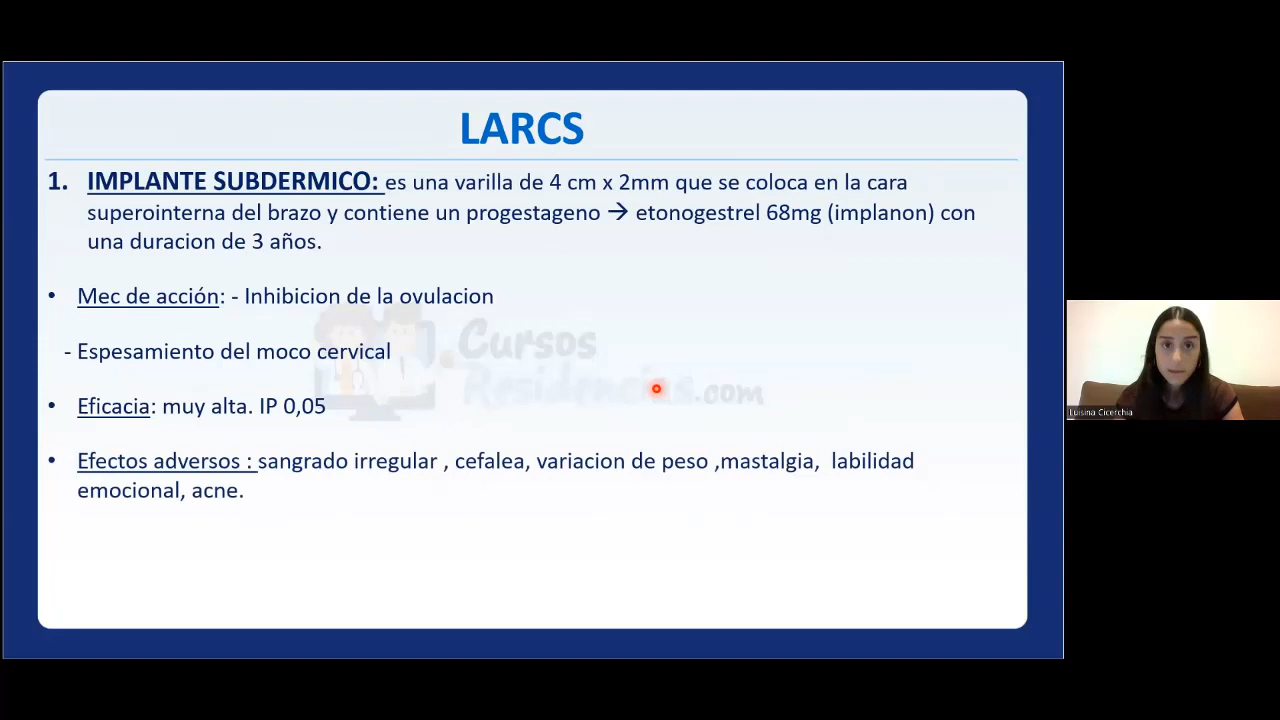 LARCS
1. IMPLANTE SUBDERMICO: es una varilla de 4 cm x 2mm que se coloca en la cara
superointerna del brazo y contiene un progestageno → etonogestrel 68mg (implanon) con
una duracion de 3 años.
• Mec de acción: - Inhibicion de la ovulacion
- Espesamiento del moco cervical
• Eficacia: muy alta. IP 0,05
• Efectos adversos : sangrado irregular , cefalea, variacion de peso ,mastalgia, labilidad
emocional, acne.
Cursos
Residencias.com
Luisina Cicerchia